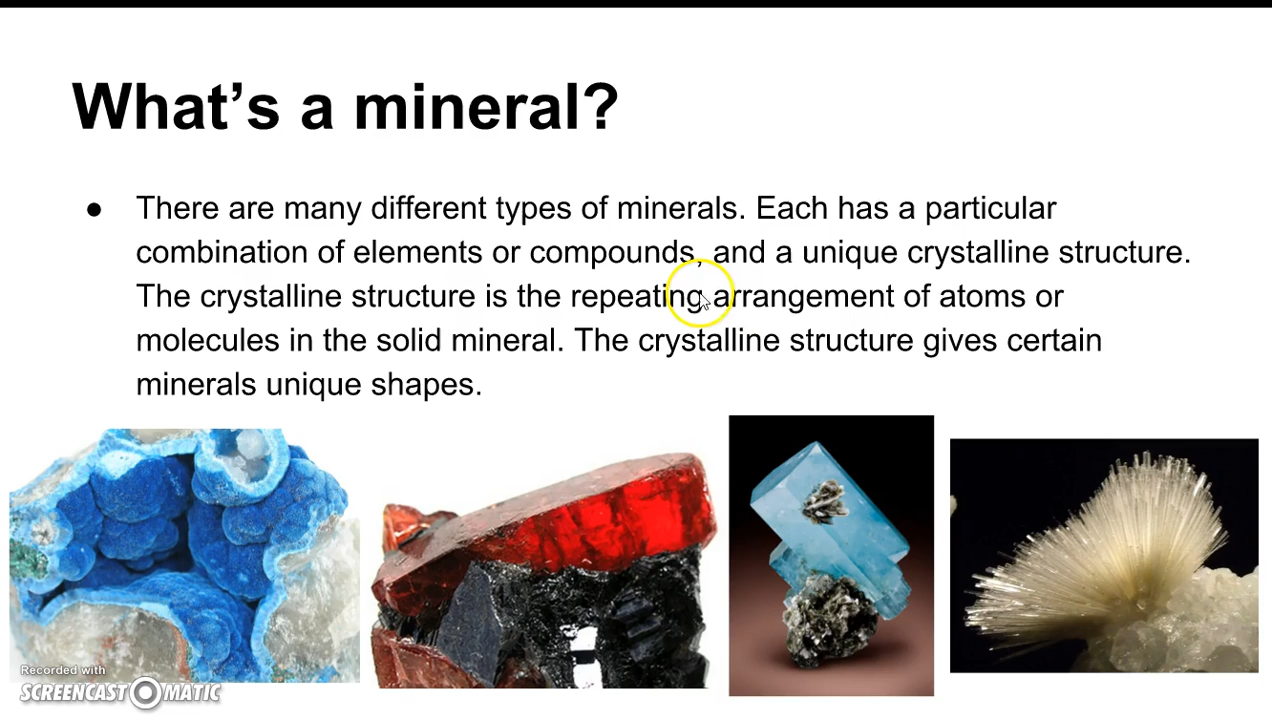 What's a mineral?
● There are many different types of minerals. Each has a particular
combination of elements or compounds, and a unique crystalline structure.
The crystalline structure is the repeating arrangement of atoms or
molecules in the solid mineral. The crystalline structure gives certain
minerals unique shapes.
Recorded with
SCREENCAST O MATIC